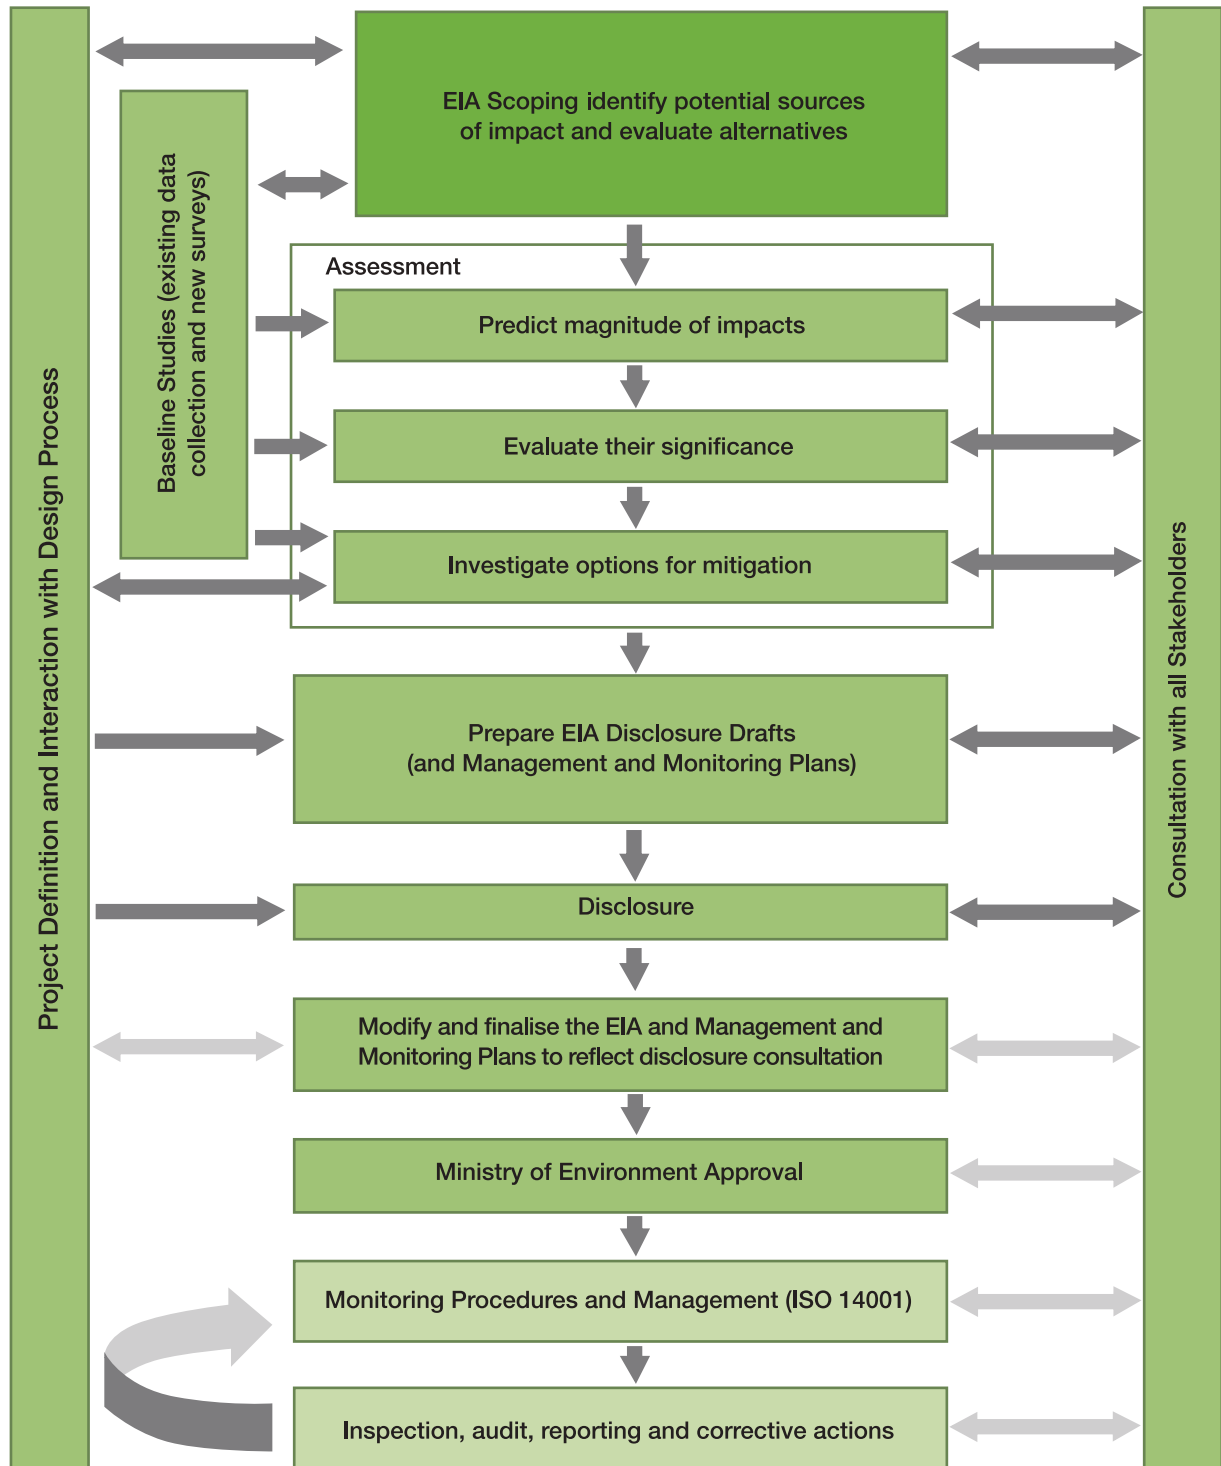 Project Definition and Interaction with Design Process
Baseline Studies (existing data
collection and new surveys)
EIA Scoping identify potential sources
of impact and evaluate alternatives
Assessment
Predict magnitude of impacts
Evaluate their significance
Investigate options for mitigation
Prepare EIA Disclosure Drafts
(and Management and Monitoring Plans)
Disclosure
Modify and finalise the EIA and Management and
Monitoring Plans to reflect disclosure consultation
Ministry of Environment Approval
Monitoring Procedures and Management (ISO 14001)
Inspection, audit, reporting and corrective actions
Consultation with all Stakeholders